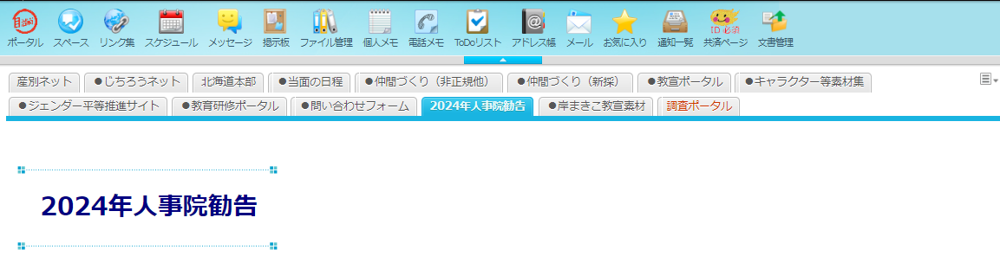 自治労
ポータル スペース リンク集 スケジュール メッセージ 掲示板 ファイル管理 個人メモ 電話メモ ToDoリスト アドレス帳 メール お気に入り 通知一覧 ID 必須 共済ページ 文書管理
産別ネット ●じちろうネット 北海道本部 ●当面の日程 ●仲間づくり（非正規他） ●仲間づくり（新採） ●教宣ポータル ●キャラクター等素材集
●ジェンダー平等推進サイト ●教育研修ポータル ●問い合わせフォーム 2024年人事院勧告 ●岸まきこ教宣素材 調査ポータル
2024年人事院勧告